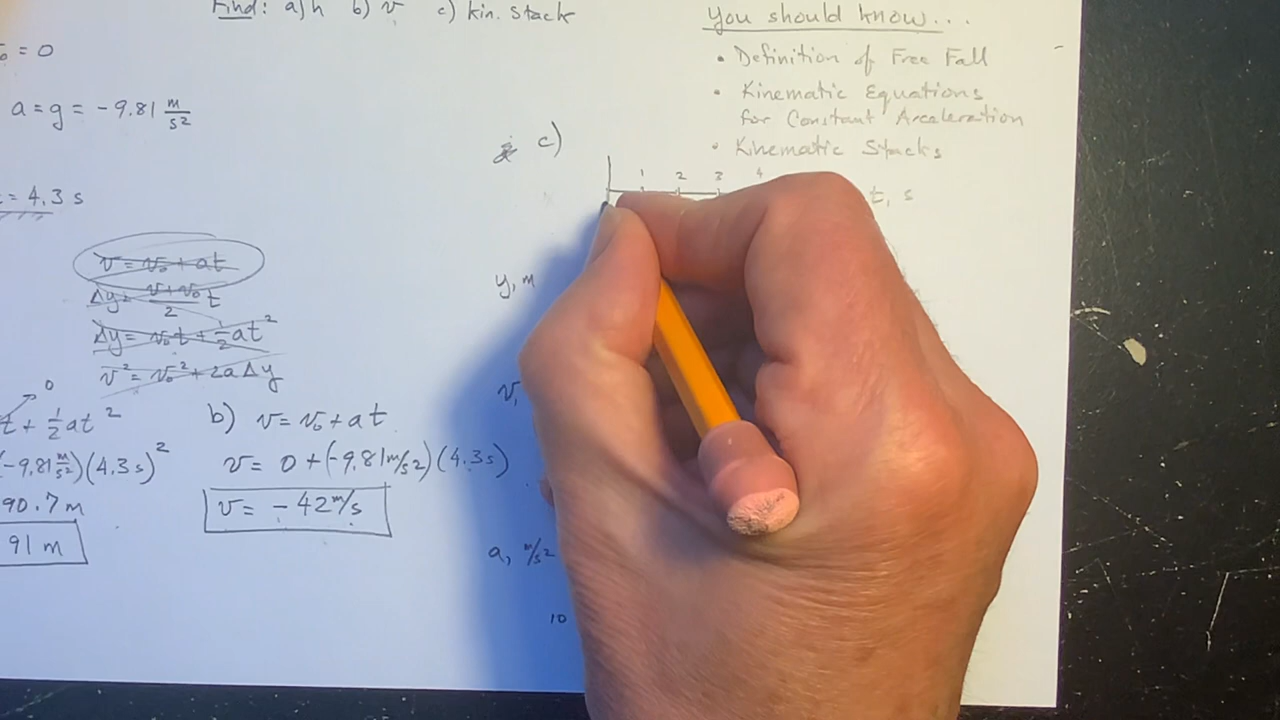 Find: a) h b) v c) kin. stack
v₀ = 0
a = g = -9.81 m/s²
= 4.3 s
v = v₀ + at
Δy = v+v₀/2 t
Δy = v₀t + ½at²
v² = v₀² + 2aΔy
0
t + ½at²
(-9.81 m/s²)(4.3 s)²
90.7 m
91 m
b) v = v₀ + at
v = 0 + (-9.81 m/s²)(4.3 s)
v = -42 m/s
You should know...
• Definition of Free Fall
• Kinematic Equations
for Constant Acceleration
• Kinematic Stacks
c)
1 2 3 4
t, s
y, m
v,
a, m/s²
10